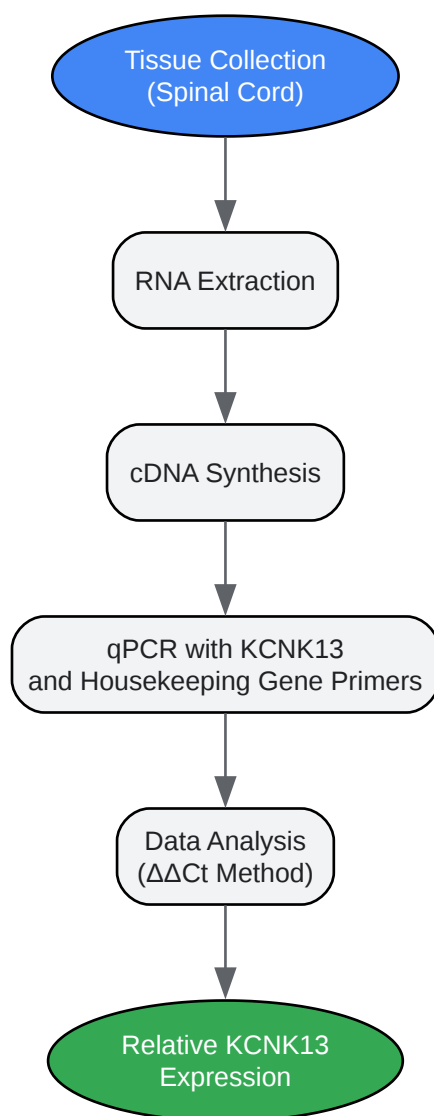 Tissue Collection
(Spinal Cord)
RNA Extraction
cDNA Synthesis
qPCR with KCNK13
and Housekeeping Gene Primers
Data Analysis
(ΔΔCt Method)
Relative KCNK13
Expression